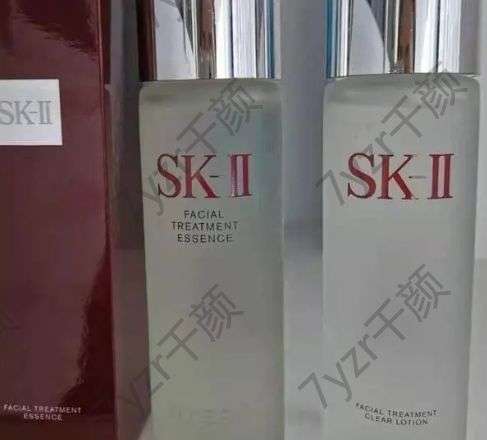 SK-II
FACIAL TREATMENT
ESSENCE
SK-II
FACIAL
TREATMENT
ESSENCE
SK-II
FACIAL TREATMENT
CLEAR LOTION
7yzr千颜
7yzr千颜
7yzr千颜
7yzr千颜